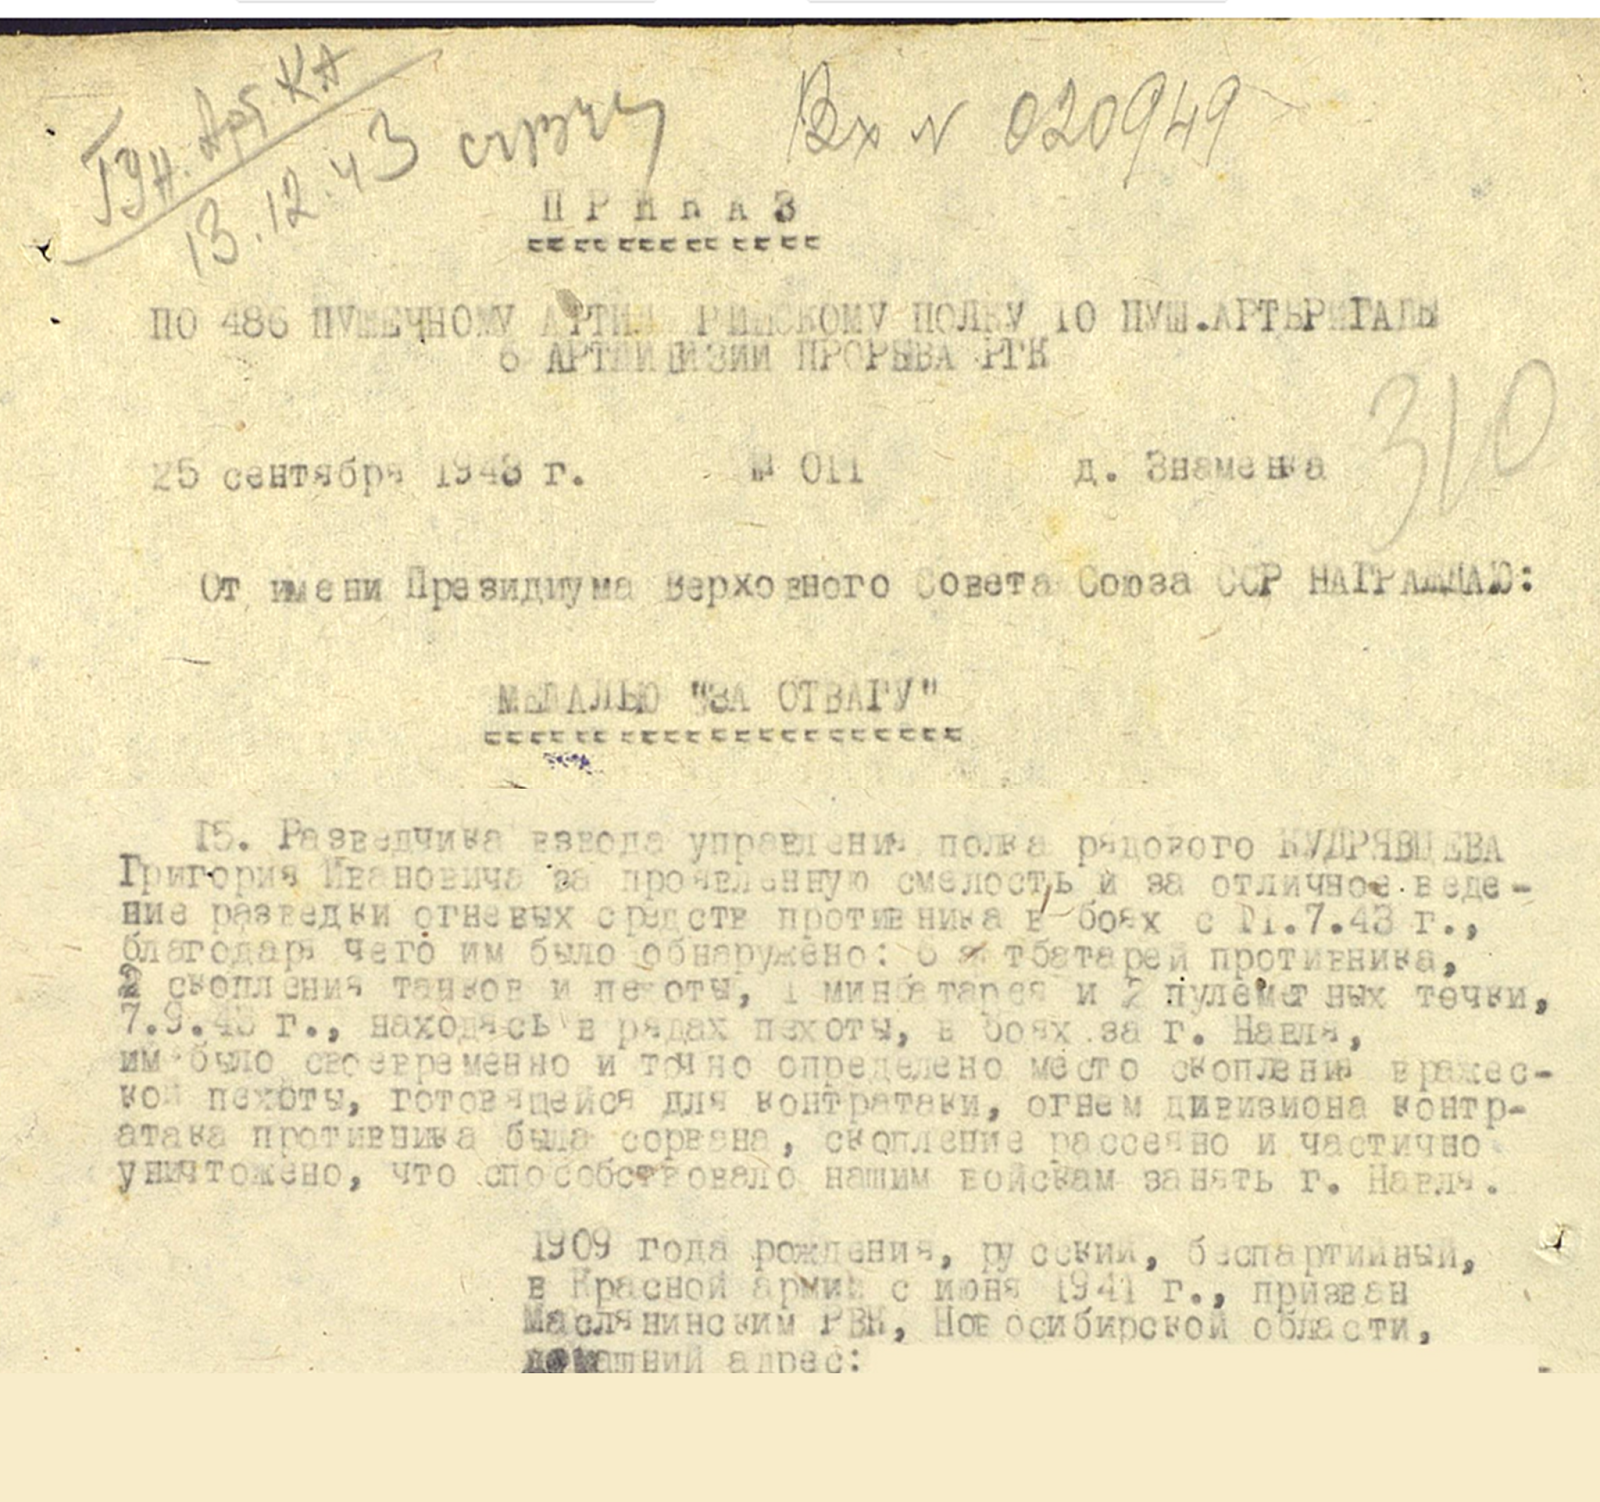 Арт. КА
13.12.43
Вх № 020949
ПРИКАЗ
ПО 486 ПУШЕЧНОМУ АРТИЛ РИЙСКОМУ ПОЛКУ 10 ПУШ.АРТБРИГАДЫ
6 АРТДИВИЗИИ ПРОРЫВА РГК
310
25 сентября 1943 г. № 011 д. Знаменка
От имени Президиума Верховного Совета Союза ССР НАГРАЖДАЮ:
МЕДАЛЬЮ "ЗА ОТВАГУ"
15. Разведчика взвода управления полка рядового КУДРЯВЦЕВА
Григория Ивановича за проявленную смелость и за отличное веде-
ние разведки огневых средств противника в боях с 11.7.43 г.,
благодаря чего им было обнаружено: 6 артбатарей противника,
2 скопления танков и пехоты, 1 минбатарея и 2 пулеметных точки,
7.9.43 г., находясь в рядах пехоты, в боях за г. Навля,
им было своевременно и точно определено место скопления вражес-
кой пехоты, готовящейся для контратаки, огнем дивизиона контр-
атака противника была сорвана, скопление рассеяно и частично
уничтожено, что способствовало нашим войскам занять г. Навля.
1909 года рождения, русский, беспартийный,
в Красной армии с июня 1941 г., призван
Маслянинским РВК, Новосибирской области,
домашний адрес: